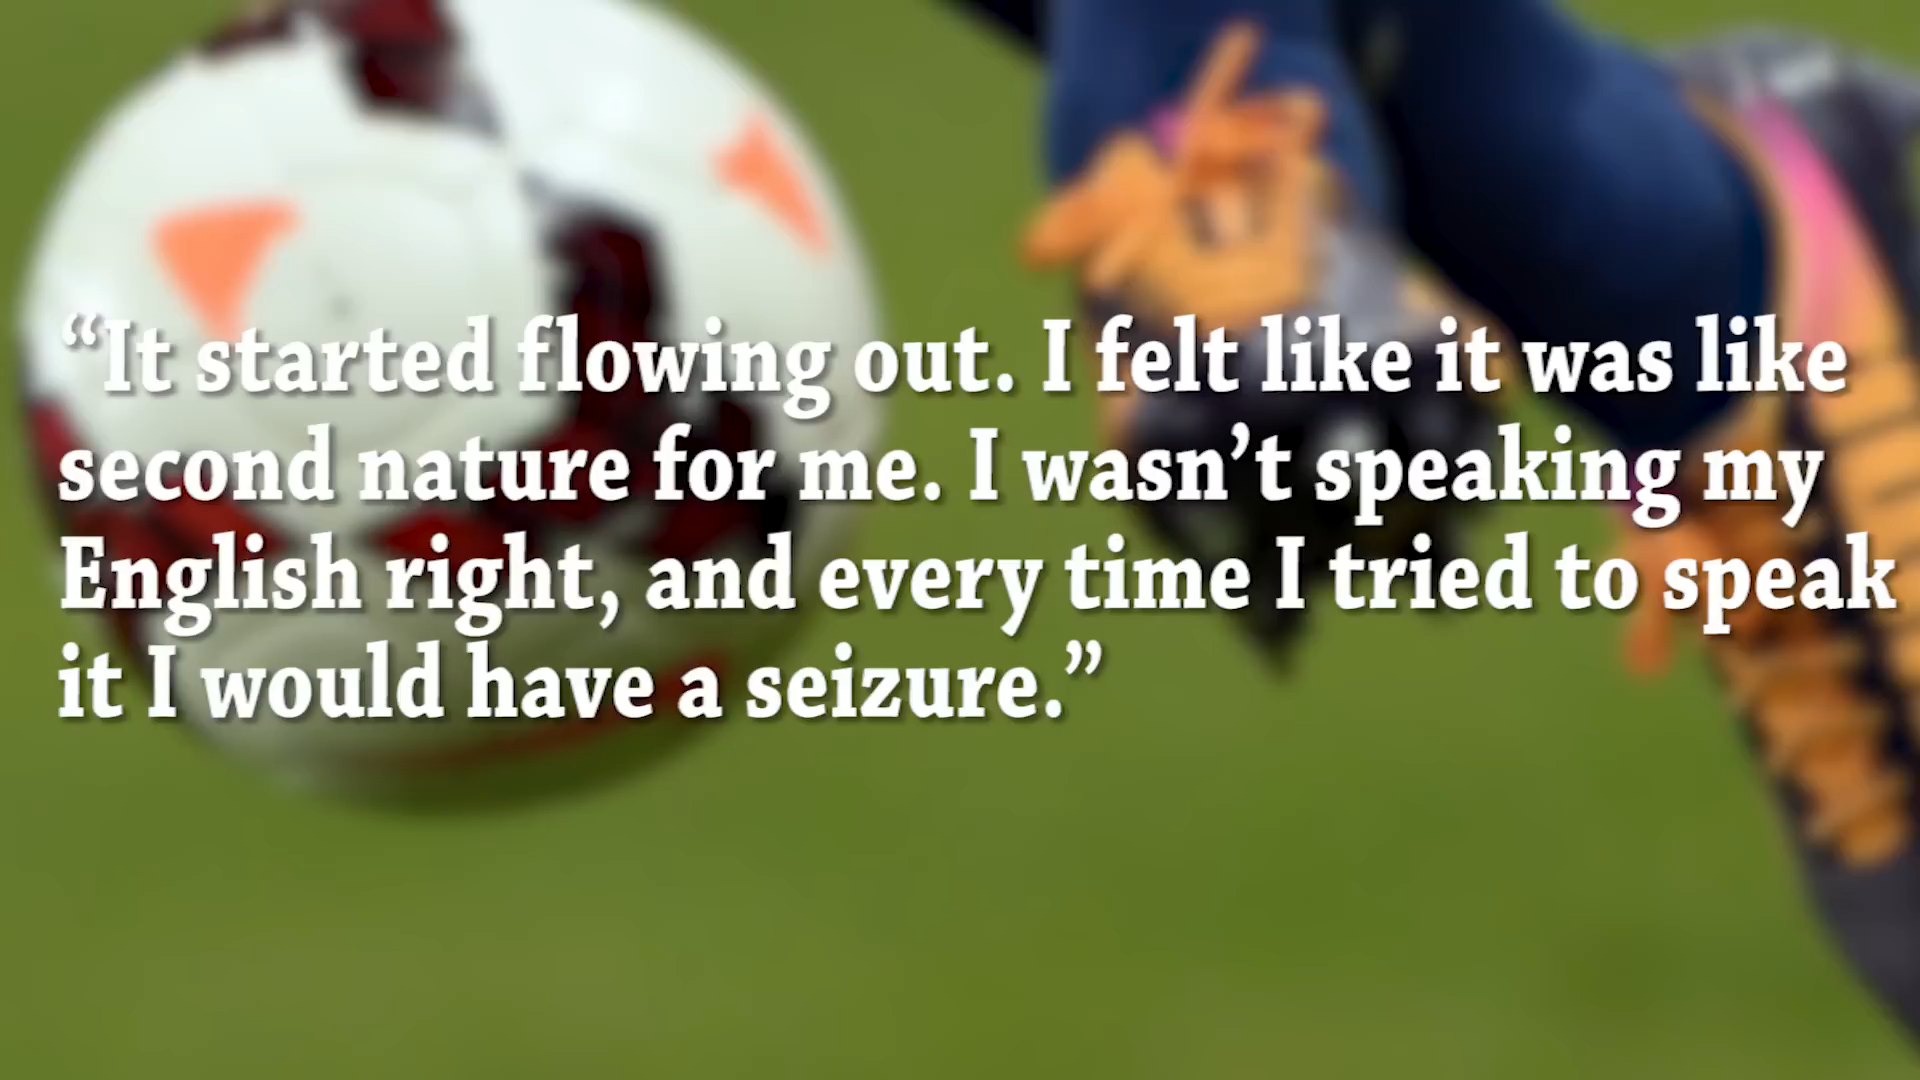 “It started flowing out. I felt like it was like
second nature for me. I wasn’t speaking my
English right, and every time I tried to speak
it I would have a seizure.”